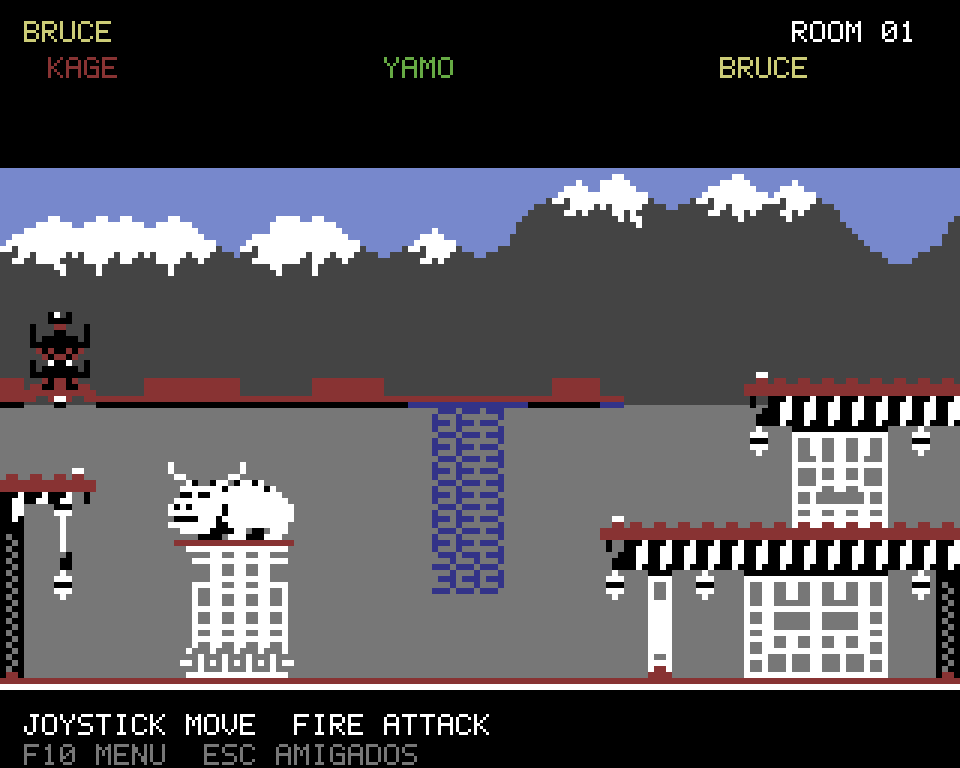 BRUCE ROOM 01
KAGE YAMO BRUCE
JOYSTICK MOVE FIRE ATTACK
F10 MENU ESC AMIGADOS